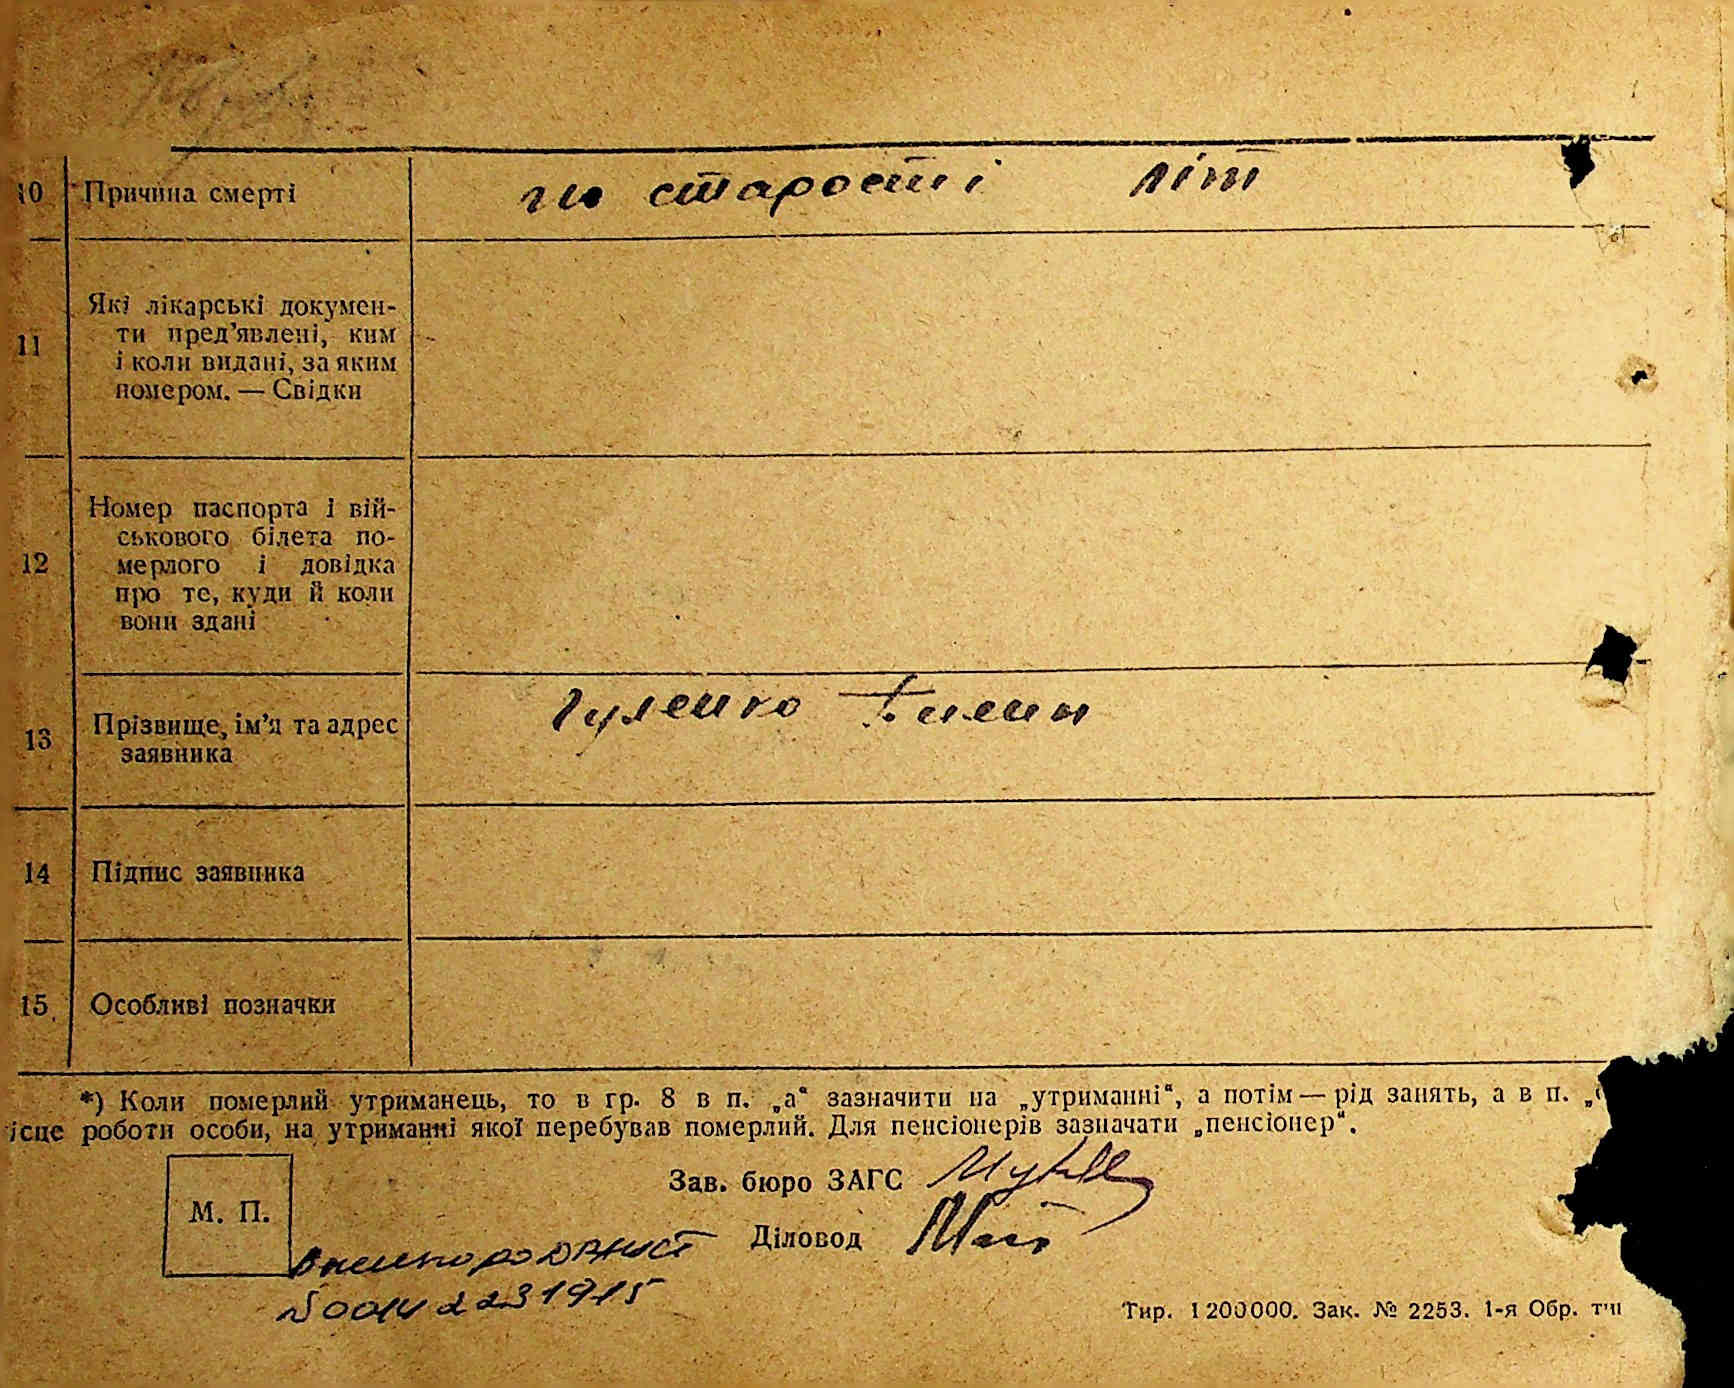 10 Причина смерті по старості літ
11 Які лікарські докумен-
ти пред'явлені, ким
і коли видані, за яким
номером. — Свідки
12 Номер паспорта і вій-
ськового білета по-
мерлого і довідка
про те, куди й коли
вони здані
13 Прізвище, ім'я та адрес
заявника
Гуленко
14 Підпис заявника
15 Особливі позначки
*) Коли померлий утриманець, то в гр. 8 в п. „а“ зазначити на „утриманні“, а потім — рід занять, а в п. „
ісце роботи особи, на утриманні якої перебував померлий. Для пенсіонерів зазначати „пенсіонер“.
Зав. бюро ЗАГС
М. П.
Діловод
Тир. 1200000. Зак. № 2253. 1-я Обр. тип